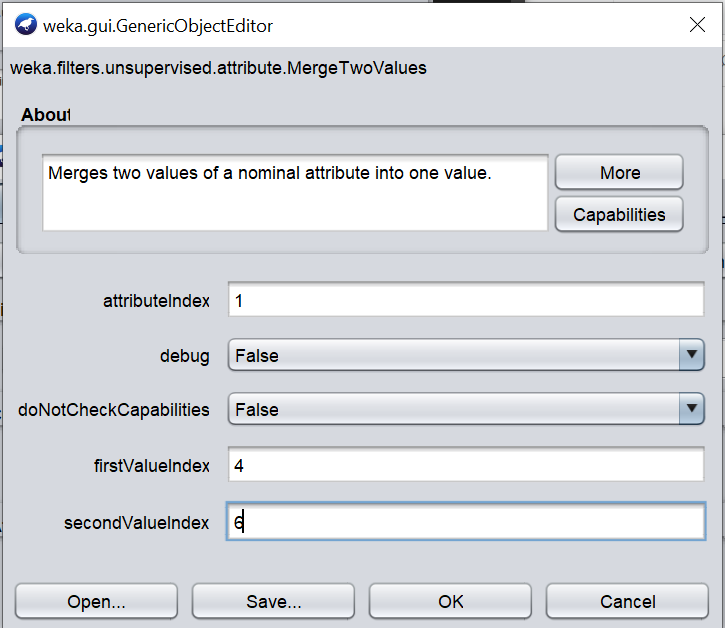 weka.gui.GenericObjectEditor
weka.filters.unsupervised.attribute.MergeTwoValues
About
Merges two values of a nominal attribute into one value.
More
Capabilities
attributeIndex 1
debug False
doNotCheckCapabilities False
firstValueIndex 4
secondValueIndex 6
Open... Save... OK Cancel